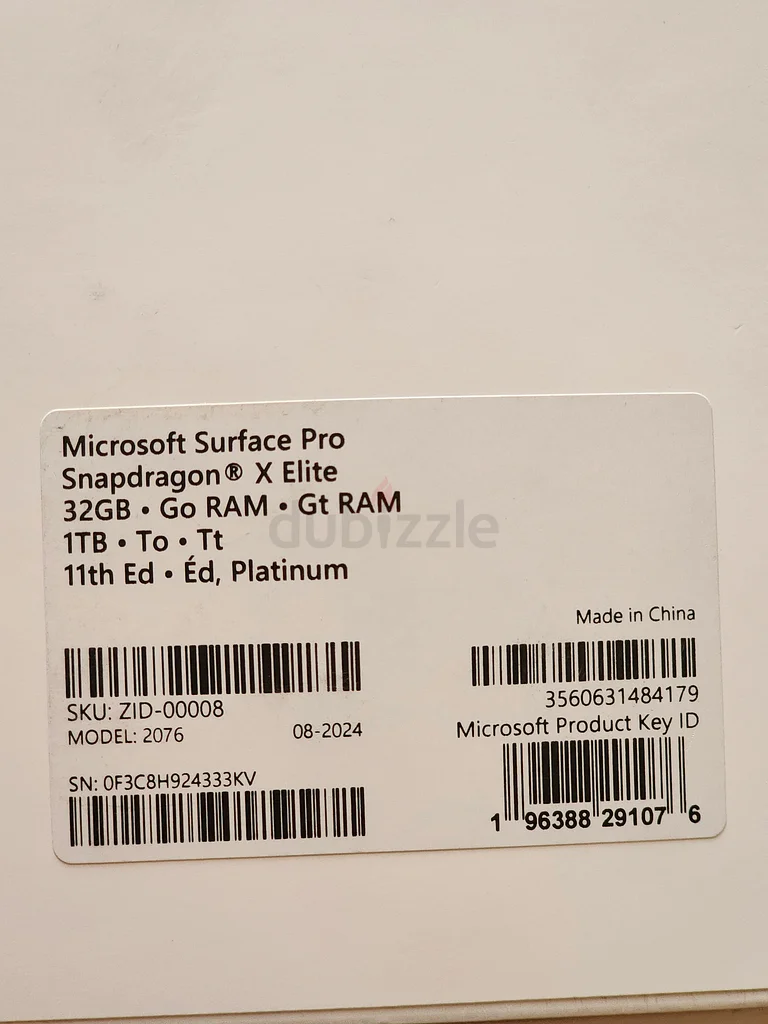 Microsoft Surface Pro
Snapdragon® X Elite
32GB • Go RAM • Gt RAM
1TB • To • Tt
11th Ed • Éd, Platinum
dubizzle
Made in China
SKU: ZID-00008
MODEL: 2076 08-2024
SN: 0F3C8H924333KV
3560631484179
Microsoft Product Key ID
1 96388 29107 6